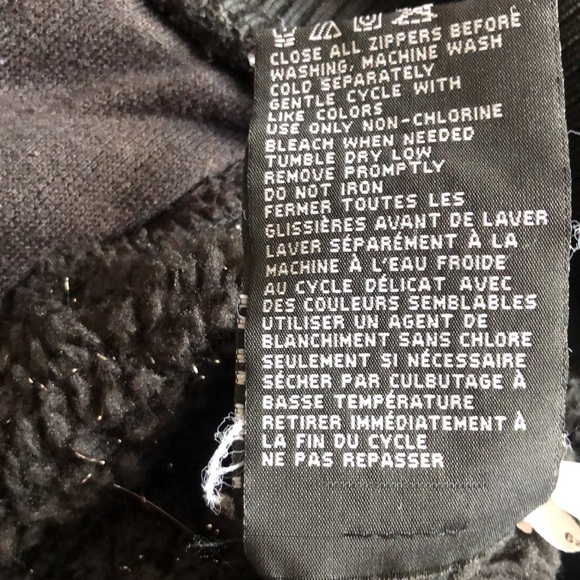 CLOSE ALL ZIPPERS BEFORE
WASHING, MACHINE WASH
COLD SEPARATELY
GENTLE CYCLE WITH
LIKE COLORS
USE ONLY NON-CHLORINE
BLEACH WHEN NEEDED
TUMBLE DRY LOW
REMOVE PROMPTLY
DO NOT IRON
FERMER TOUTES LES
GLISSIÈRES AVANT DE LAVER
LAVER SÉPARÉMENT À LA
MACHINE À L'EAU FROIDE
AU CYCLE DÉLICAT AVEC
DES COULEURS SEMBLABLES
UTILISER UN AGENT DE
BLANCHIMENT SANS CHLORE
SEULEMENT SI NÉCESSAIRE
SÉCHER PAR CULBUTAGE À
BASSE TEMPÉRATURE
RETIRER IMMÉDIATEMENT À
LA FIN DU CYCLE
NE PAS REPASSER